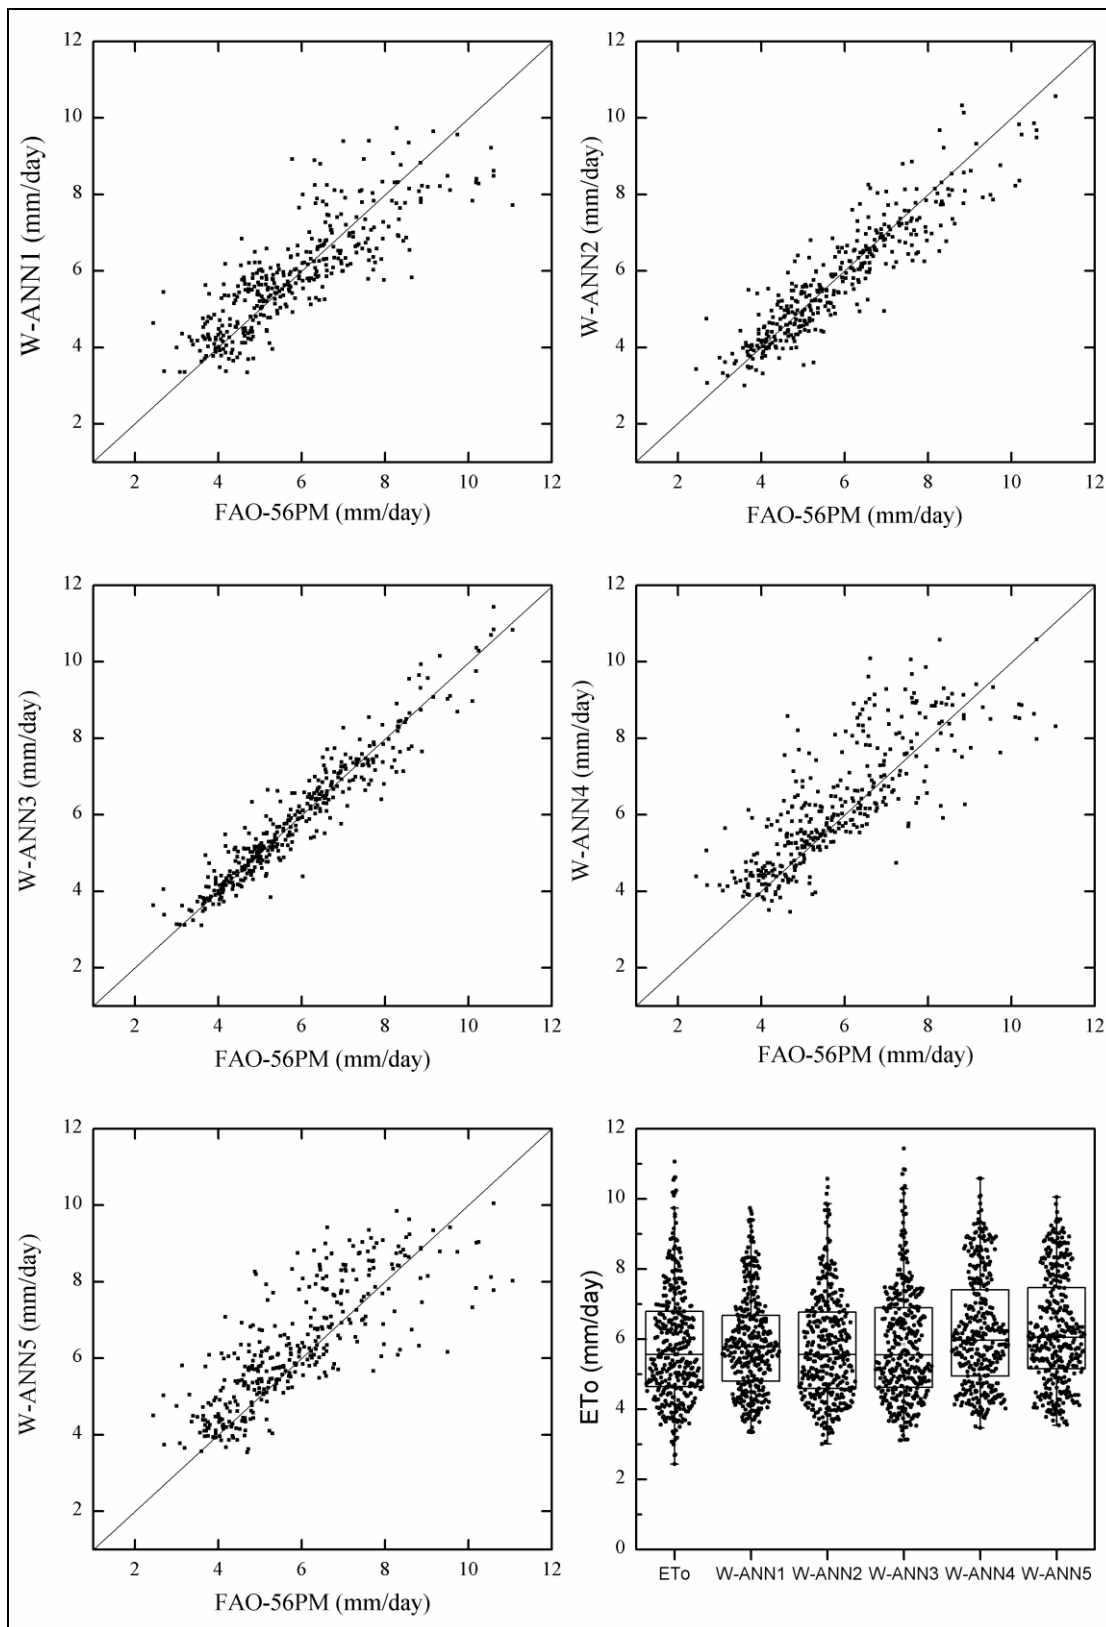 12
10
8
6
4
2
W-ANN1 (mm/day)
2 4 6 8 10 12
FAO-56PM (mm/day)
12
10
8
6
4
2
W-ANN2 (mm/day)
2 4 6 8 10 12
FAO-56PM (mm/day)
12
10
8
6
4
2
W-ANN3 (mm/day)
2 4 6 8 10 12
FAO-56PM (mm/day)
12
10
8
6
4
2
W-ANN4 (mm/day)
2 4 6 8 10 12
FAO-56PM (mm/day)
12
10
8
6
4
2
W-ANN5 (mm/day)
2 4 6 8 10 12
FAO-56PM (mm/day)
12
10
8
6
4
2
0
ETo (mm/day)
ETo W-ANN1 W-ANN2 W-ANN3 W-ANN4 W-ANN5